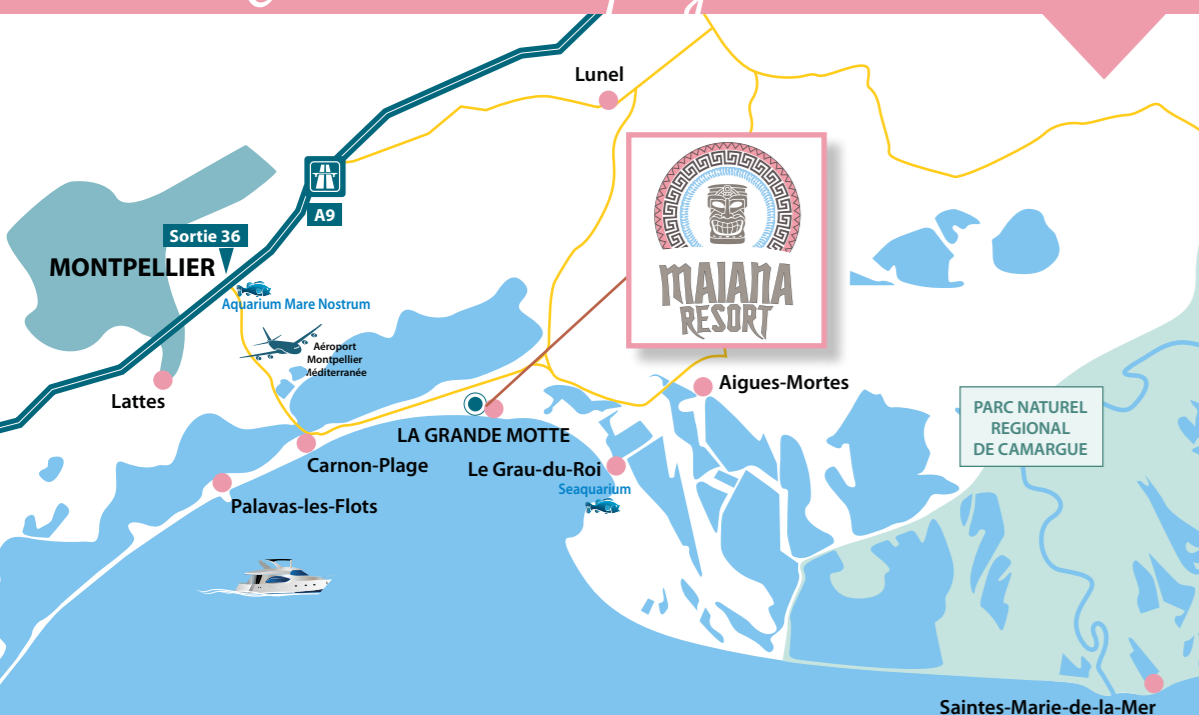 Lunel
A9
Sortie 36
MONTPELLIER
Aquarium Mare Nostrum
Aéroport
Montpellier
Méditerranée
MAIANA
RESORT
Lattes
Aigues-Mortes
PARC NATUREL
REGIONAL
DE CAMARGUE
LA GRANDE MOTTE
Carnon-Plage
Le Grau-du-Roi
Seaquarium
Palavas-les-Flots
Saintes-Marie-de-la-Mer